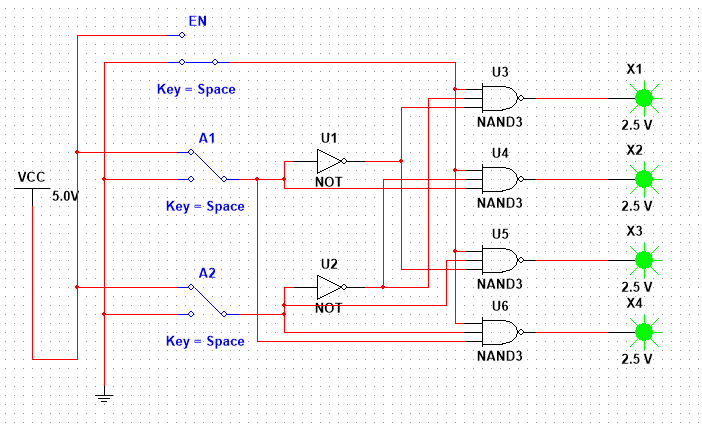 EN
Key = Space
A1
Key = Space
VCC
5.0V
A2
Key = Space
U1
NOT
U2
NOT
U3
NAND3
U4
NAND3
U5
NAND3
U6
NAND3
X1
2.5 V
X2
2.5 V
X3
2.5 V
X4
2.5 V